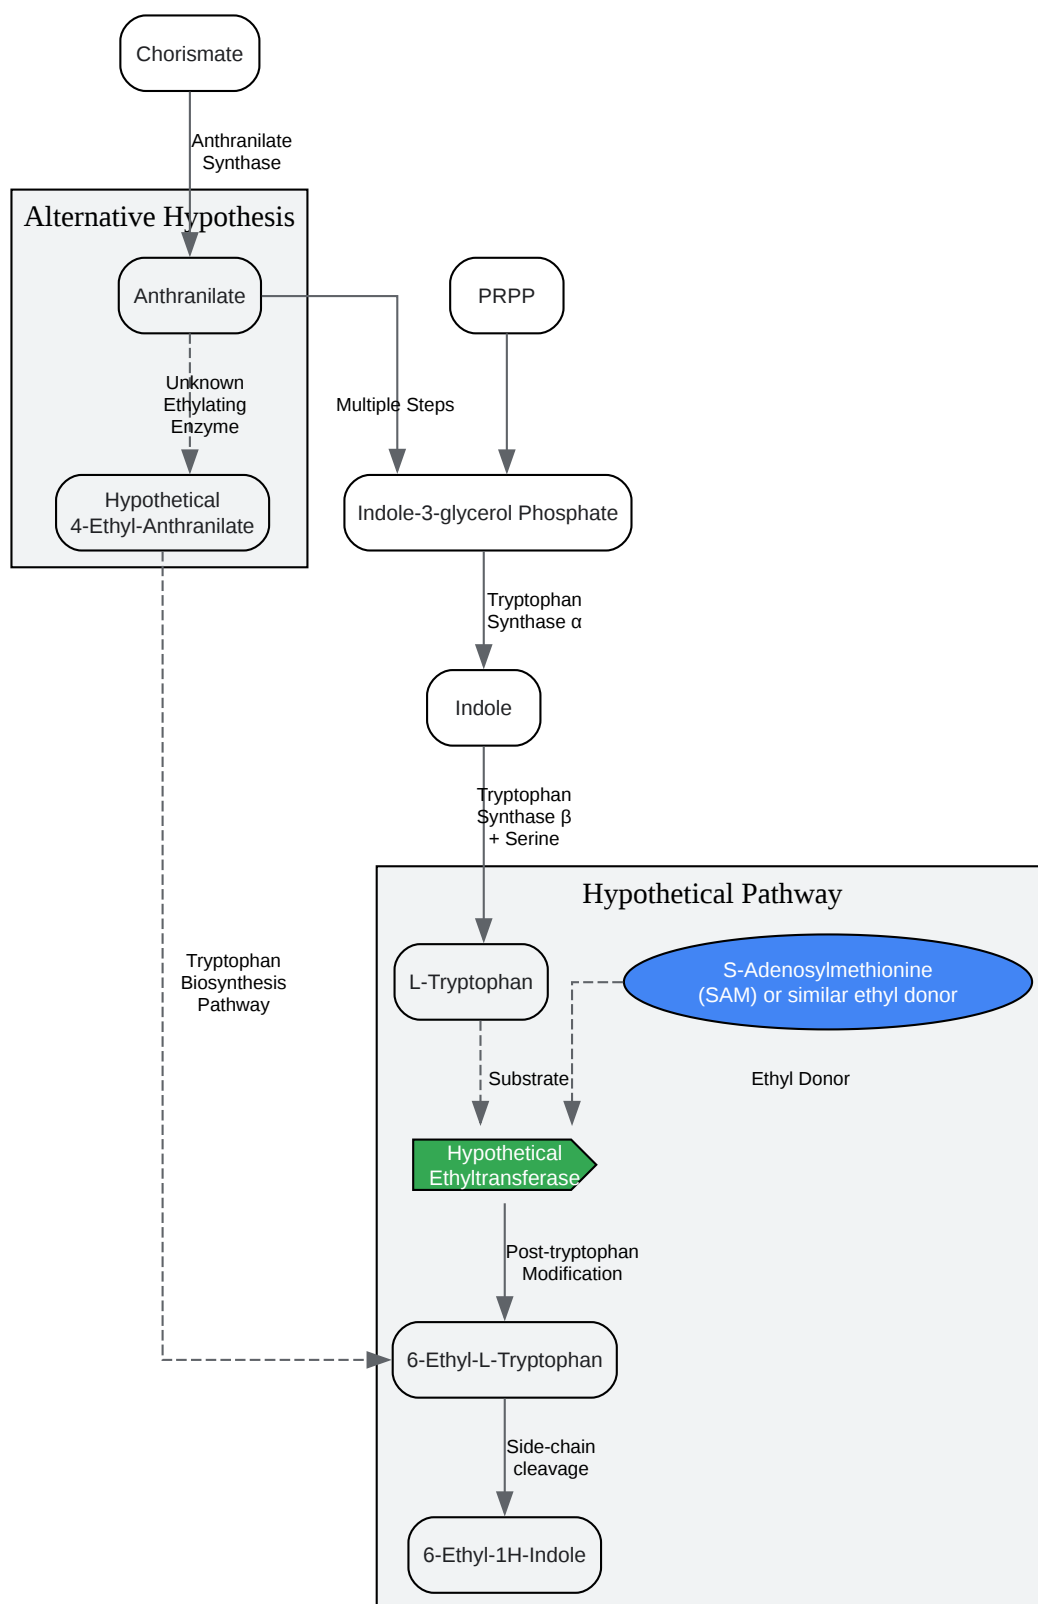 Chorismate
Anthranilate
Synthase
Alternative Hypothesis
Anthranilate
PRPP
Unknown
Ethylating
Enzyme
Multiple Steps
Hypothetical
4-Ethyl-Anthranilate
Indole-3-glycerol Phosphate
Tryptophan
Synthase α
Indole
Tryptophan
Synthase β
+ Serine
Hypothetical Pathway
Tryptophan
Biosynthesis
Pathway
L-Tryptophan
S-Adenosylmethionine
(SAM) or similar ethyl donor
Substrate
Ethyl Donor
Hypothetical
Ethyltransferase
Post-tryptophan
Modification
6-Ethyl-L-Tryptophan
Side-chain
cleavage
6-Ethyl-1H-Indole